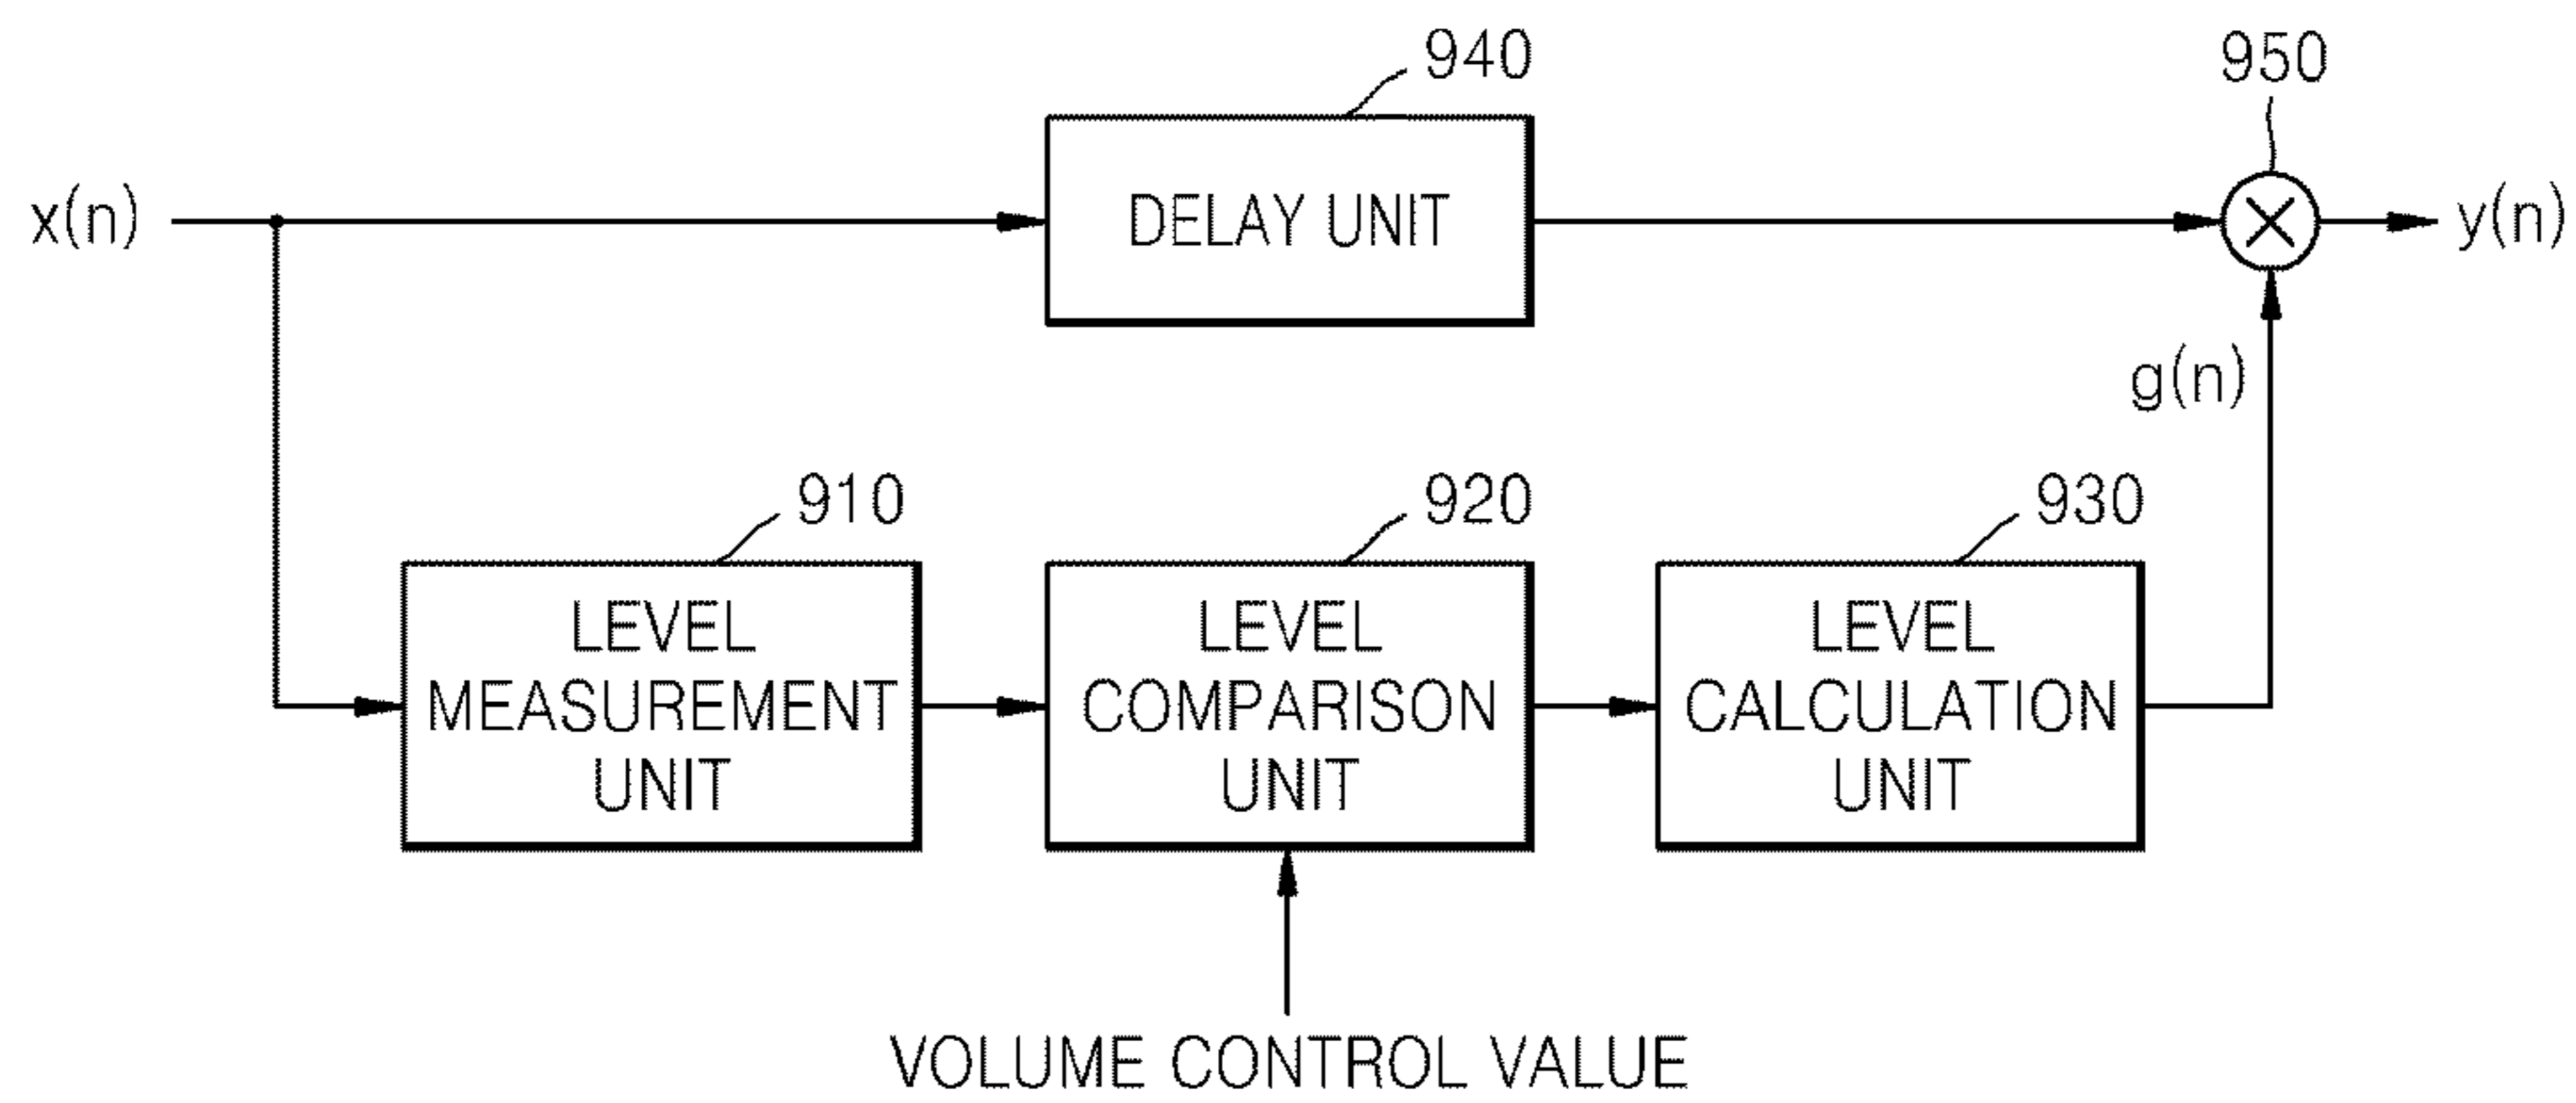 940
950
x(n)
DELAY UNIT
y(n)
g(n)
910
920
930
LEVEL
MEASUREMENT
UNIT
LEVEL
COMPARISON
UNIT
LEVEL
CALCULATION
UNIT
VOLUME CONTROL VALUE